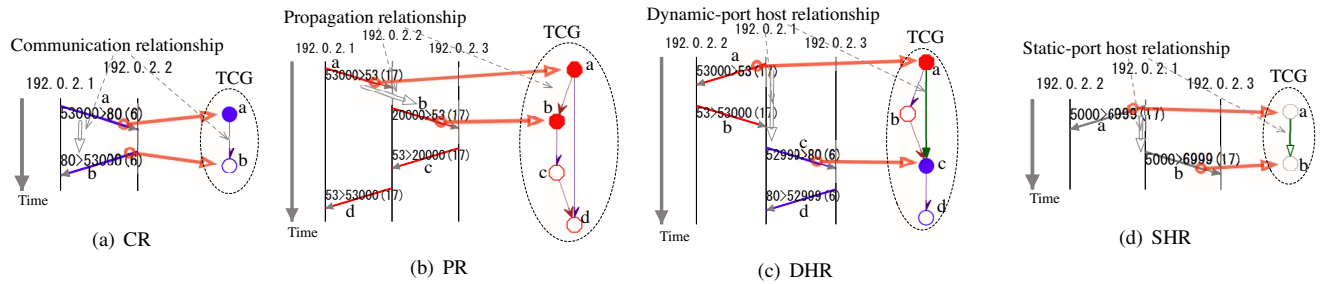 Communication relationship
192. 0. 2. 1
192. 0. 2. 2
TCG
a
53000>80(6)
80>53000(6)
b
a
b
Time
(a) CR
Propagation relationship
192. 0. 2. 1
192. 0. 2. 2
192. 0. 2. 3
TCG
a
53000>53(17)
b
20000>53(17)
53>20000(17)
c
53>53000(17)
d
a
b
c
d
Time
(b) PR
Dynamic-port host relationship
192. 0. 2. 2
192. 0. 2. 1
192. 0. 2. 3
TCG
a
53000>53(17)
53>53000(17)
b
c
52999>80(6)
80>52999(6)
d
a
b
c
d
Time
(c) DHR
Static-port host relationship
192. 0. 2. 2
192. 0. 2. 1
192. 0. 2. 3
TCG
5000>6999(17)
a
5000>6999(17)
b
a
b
Time
(d) SHR